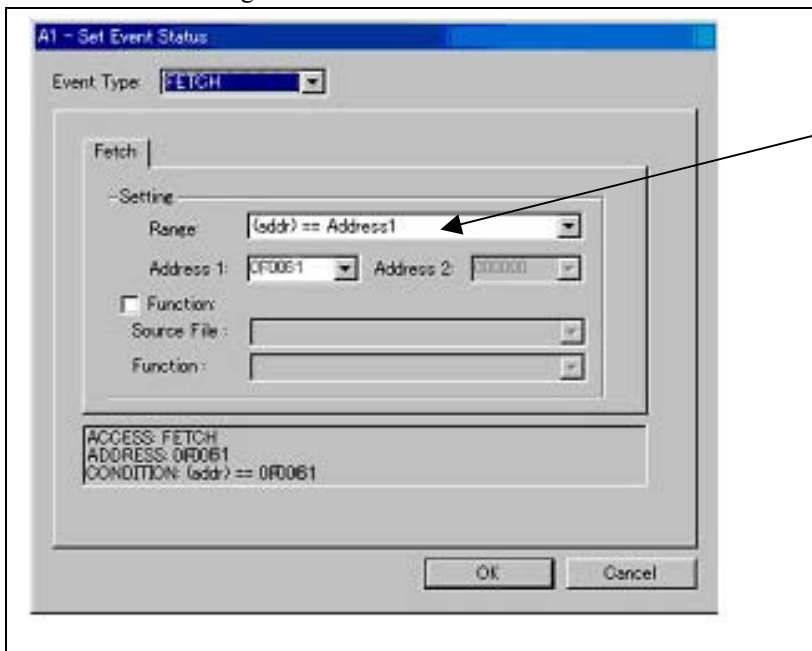 A1 - Set Event Status
Event Type: FETCH
Fetch
Setting
Range: (addr) == Address1
Address 1: 0F0061 Address 2: 000000
Function:
Source File :
Function :
ACCESS: FETCH
ADDRESS: 0F0061
CONDITION: (addr) == 0F0061
OK Cancel